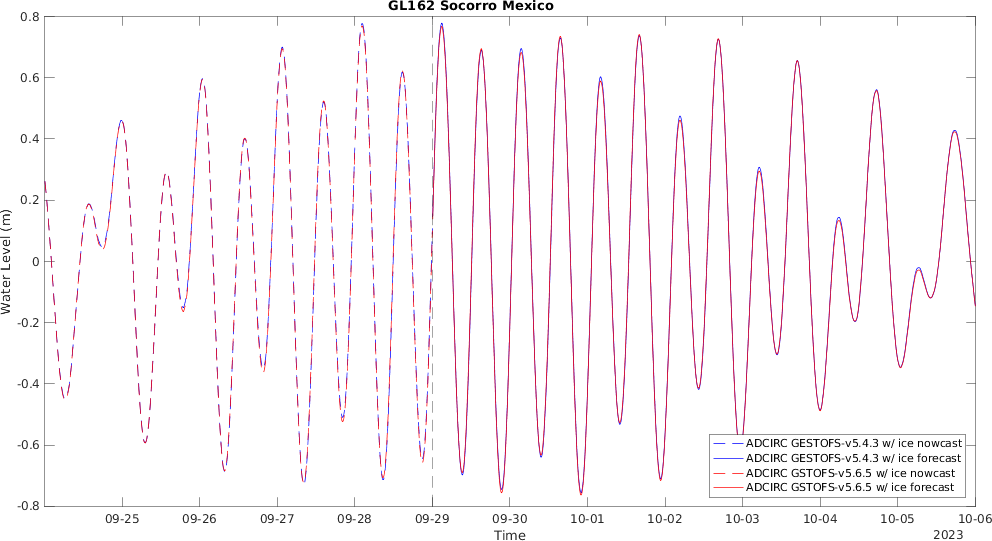 GL162 Socorro Mexico
0.8
0.6
0.4
0.2
0
-0.2
-0.4
-0.6
-0.8
Water Level (m)
ADCIRC GESTOFS-v5.4.3 w/ ice nowcast
ADCIRC GESTOFS-v5.4.3 w/ ice forecast
ADCIRC GSTOFS-v5.6.5 w/ ice nowcast
ADCIRC GSTOFS-v5.6.5 w/ ice forecast
09-25 09-26 09-27 09-28 09-29 09-30 10-01 10-02 10-03 10-04 10-05 10-06
Time
2023